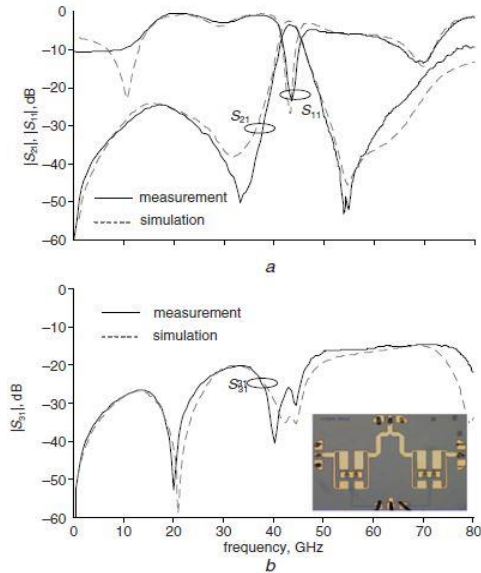 0
–10
–20
–30
–40
–50
–60
|S21|, |S11|, dB
S21
S11
measurement
simulation
a
0
–10
–20
–30
–40
–50
–60
|S31|, dB
measurement
simulation
0 10 20 30 40 50 60 70 80
frequency, GHz
b